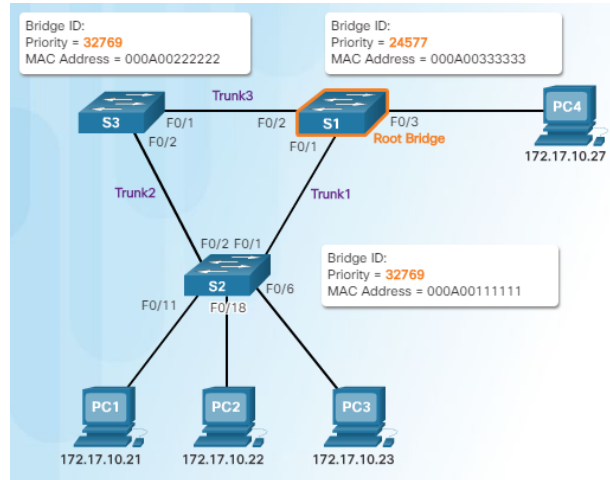 Bridge ID:
Priority = 32769
MAC Address = 000A00222222
Bridge ID:
Priority = 24577
MAC Address = 000A00333333
Trunk3
S3
F0/1
F0/2
S1
F0/3
PC4
F0/2
F0/1
Root Bridge
172.17.10.27
Trunk2
Trunk1
F0/2 F0/1
Bridge ID:
Priority = 32769
MAC Address = 000A00111111
S2
F0/6
F0/11
F0/18
PC1
PC2
PC3
172.17.10.21
172.17.10.22
172.17.10.23